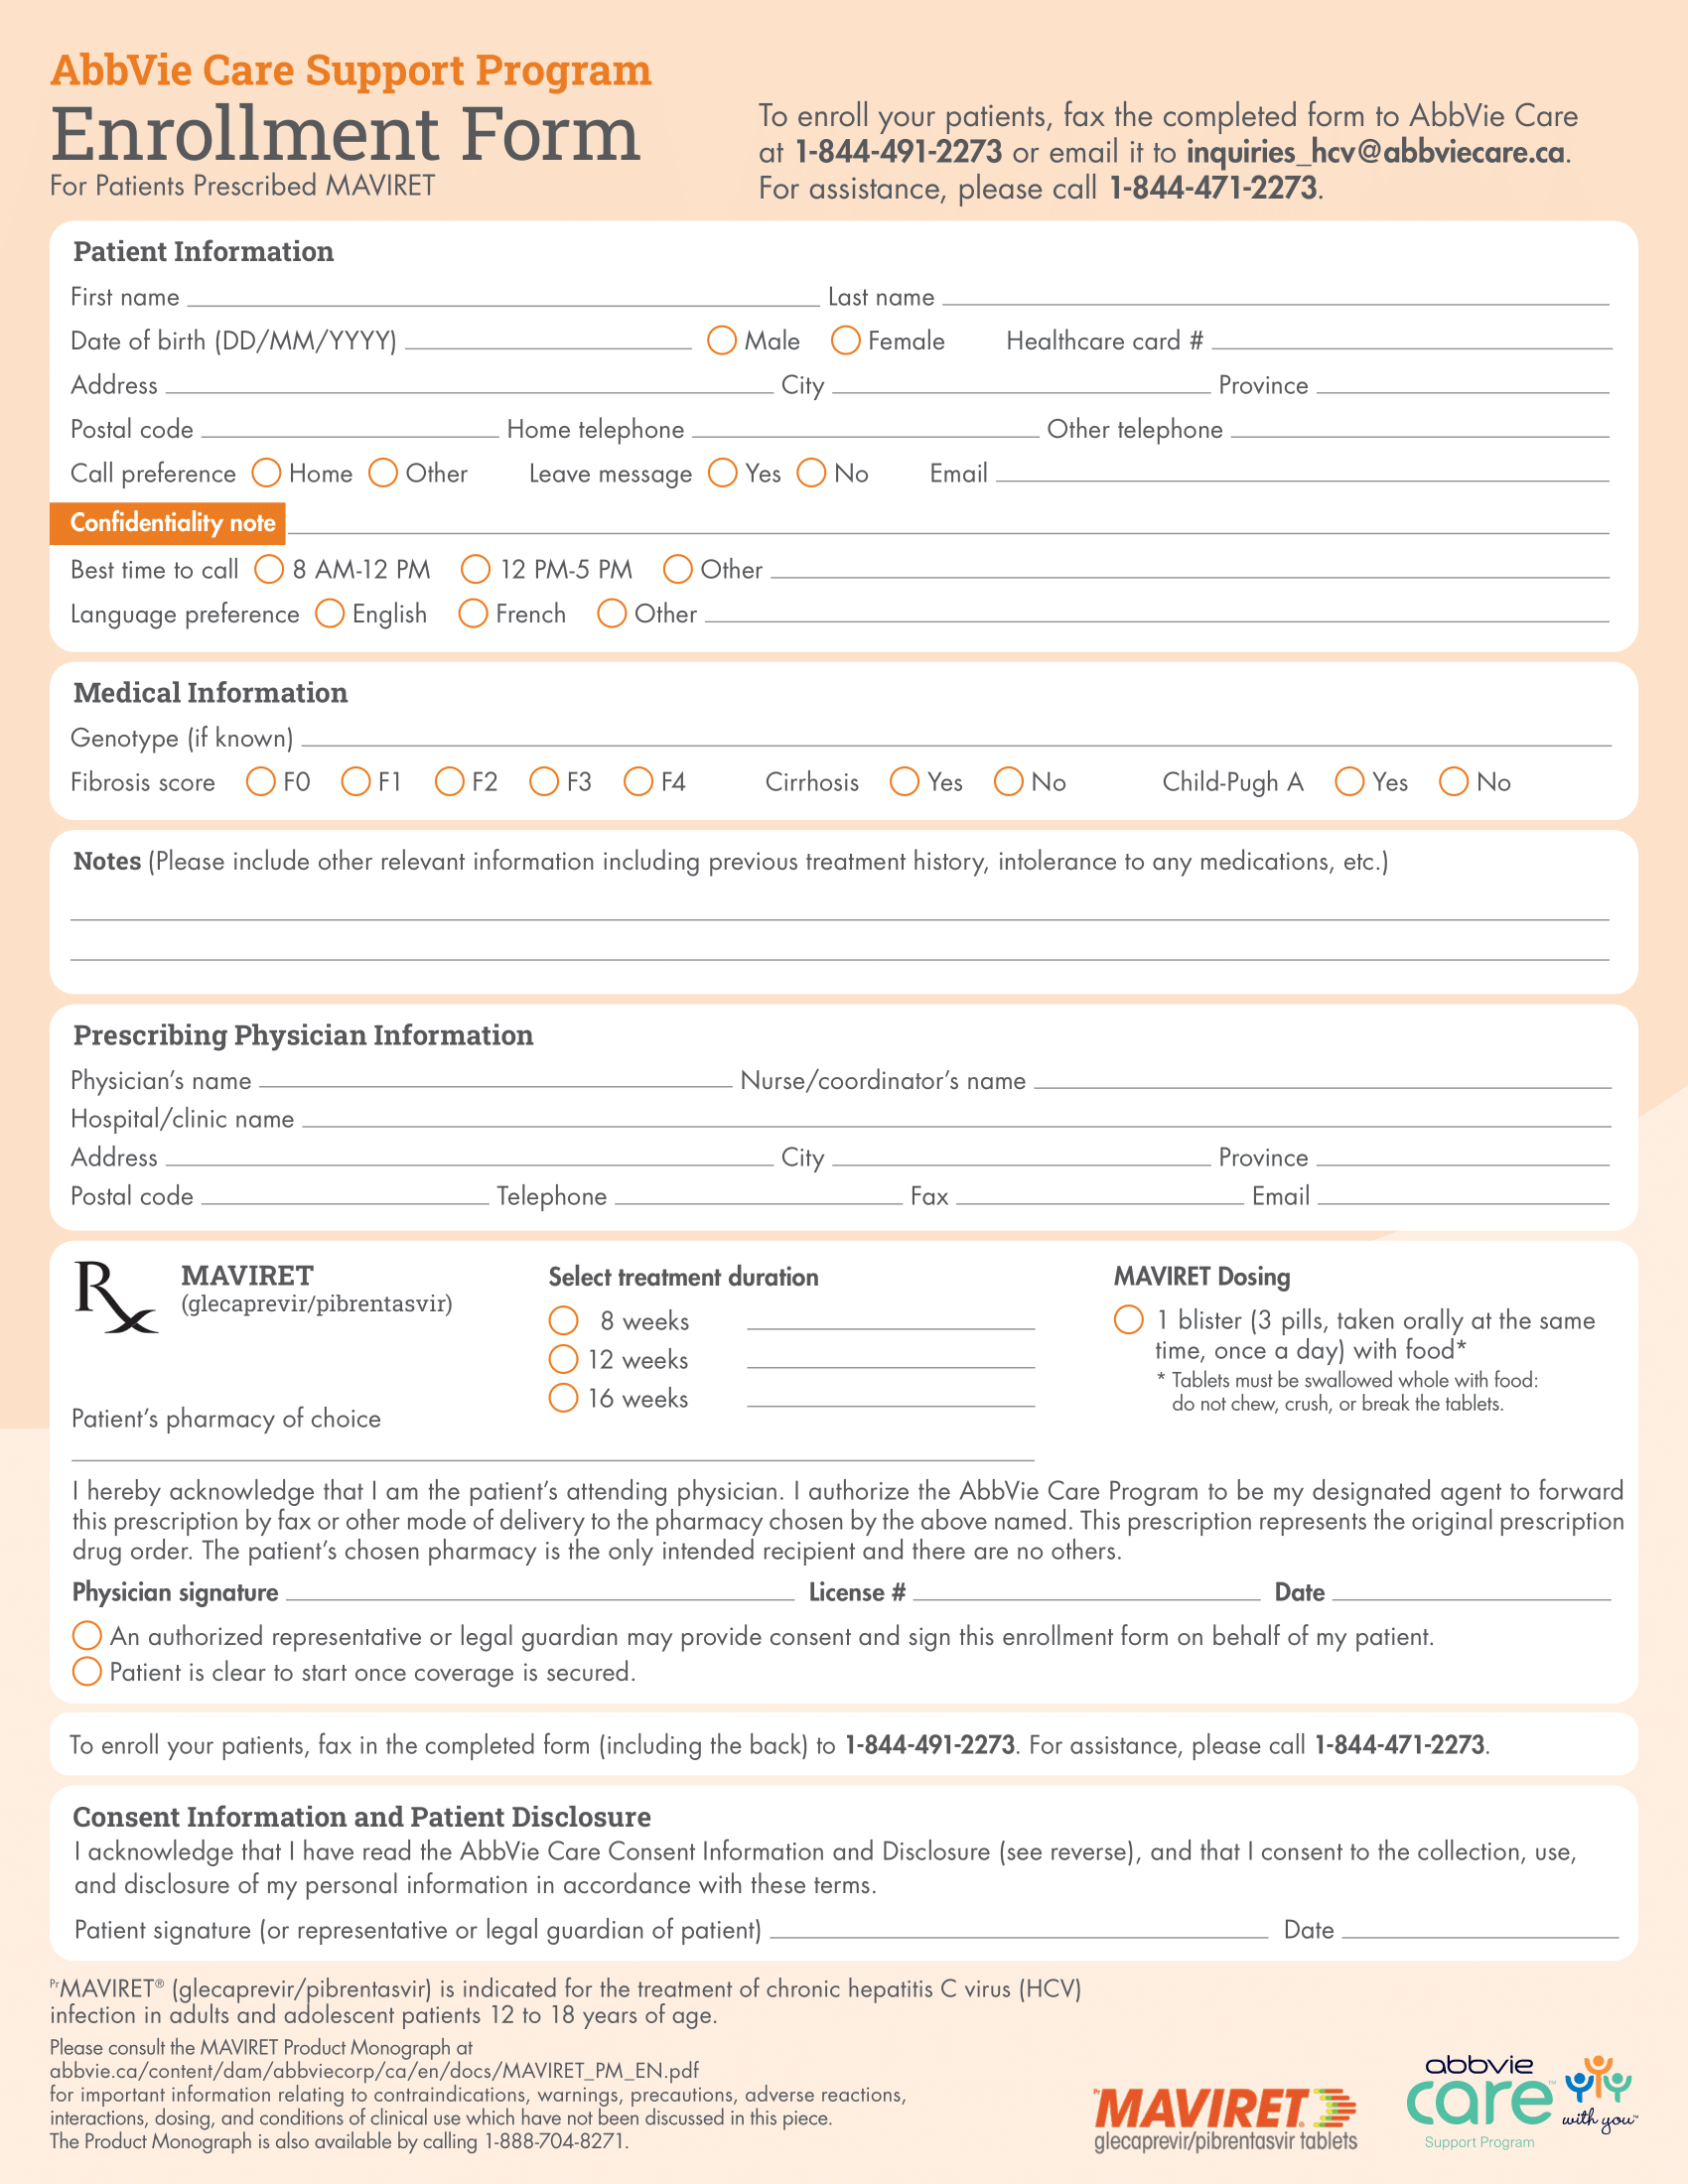 AbbVie Care Support Program
Enrollment Form
For Patients Prescribed MAVIRET
To enroll your patients, fax the completed form to AbbVie Care
at 1-844-491-2273 or email it to inquiries_hcv@abbviecare.ca.
For assistance, please call 1-844-471-2273.
Patient Information
First name Last name
Date of birth (DD/MM/YYYY) Male Female Healthcare card #
Address City Province
Postal code Home telephone Other telephone
Call preference Home Other Leave message Yes No Email
Confidentiality note
Best time to call 8 AM-12 PM 12 PM-5 PM Other
Language preference English French Other
Medical Information
Genotype (if known)
Fibrosis score F0 F1 F2 F3 F4 Cirrhosis Yes No Child-Pugh A Yes No
Notes (Please include other relevant information including previous treatment history, intolerance to any medications, etc.)
Prescribing Physician Information
Physician’s name Nurse/coordinator’s name
Hospital/clinic name
Address City Province
Postal code Telephone Fax Email
Rx
MAVIRET
(glecaprevir/pibrentasvir)
Patient’s pharmacy of choice
Select treatment duration
8 weeks
12 weeks
16 weeks
MAVIRET Dosing
1 blister (3 pills, taken orally at the same
time, once a day) with food*
* Tablets must be swallowed whole with food:
do not chew, crush, or break the tablets.
I hereby acknowledge that I am the patient’s attending physician. I authorize the AbbVie Care Program to be my designated agent to forward
this prescription by fax or other mode of delivery to the pharmacy chosen by the above named. This prescription represents the original prescription
drug order. The patient’s chosen pharmacy is the only intended recipient and there are no others.
Physician signature License # Date
An authorized representative or legal guardian may provide consent and sign this enrollment form on behalf of my patient.
Patient is clear to start once coverage is secured.
To enroll your patients, fax in the completed form (including the back) to 1-844-491-2273. For assistance, please call 1-844-471-2273.
Consent Information and Patient Disclosure
I acknowledge that I have read the AbbVie Care Consent Information and Disclosure (see reverse), and that I consent to the collection, use,
and disclosure of my personal information in accordance with these terms.
Patient signature (or representative or legal guardian of patient) Date
PrMAVIRET® (glecaprevir/pibrentasvir) is indicated for the treatment of chronic hepatitis C virus (HCV)
infection in adults and adolescent patients 12 to 18 years of age.
Please consult the MAVIRET Product Monograph at
abbvie.ca/content/dam/abbviecorp/ca/en/docs/MAVIRET_PM_EN.pdf
for important information relating to contraindications, warnings, precautions, adverse reactions,
interactions, dosing, and conditions of clinical use which have not been discussed in this piece.
The Product Monograph is also available by calling 1-888-704-8271.
PrMAVIRET®
glecaprevir/pibrentasvir tablets
abbvie
care™
with you™
Support Program